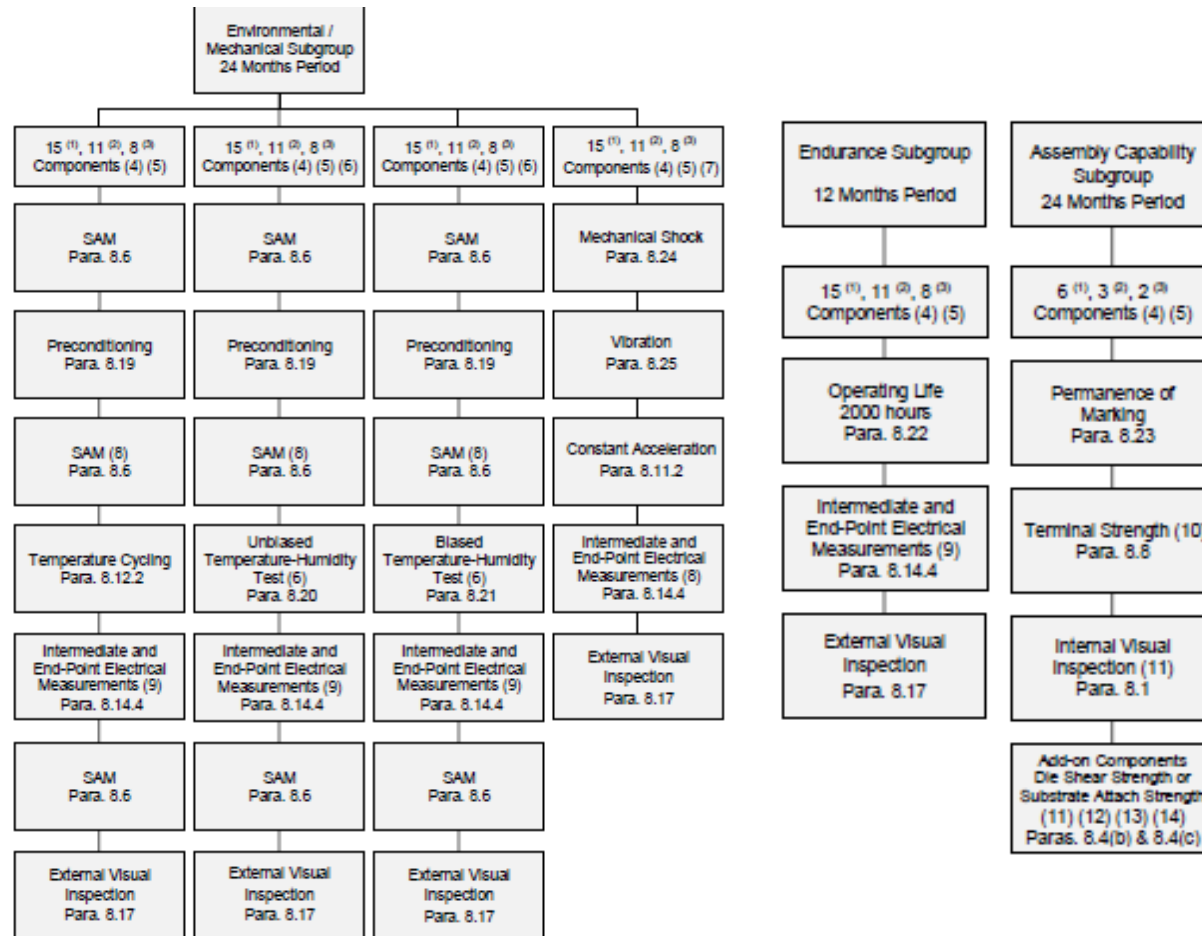 Environmental /
Mechanical Subgroup
24 Months Period
15 (1), 11 (2), 8 (3)
Components (4) (5)
SAM
Para. 8.6
Preconditioning
Para. 8.19
SAM (8)
Para. 8.6
Temperature Cycling
Para. 8.12.2
Intermediate and
End-Point Electrical
Measurements (9)
Para. 8.14.4
SAM
Para. 8.6
External Visual
Inspection
Para. 8.17
15 (1), 11 (2), 8 (3)
Components (4) (5) (6)
SAM
Para. 8.6
Preconditioning
Para. 8.19
SAM (8)
Para. 8.6
Unbiased
Temperature-Humidity
Test (6)
Para. 8.20
Intermediate and
End-Point Electrical
Measurements (9)
Para. 8.14.4
SAM
Para. 8.6
External Visual
Inspection
Para. 8.17
15 (1), 11 (2), 8 (3)
Components (4) (5) (6)
SAM
Para. 8.6
Preconditioning
Para. 8.19
SAM (8)
Para. 8.6
Biased
Temperature-Humidity
Test (6)
Para. 8.21
Intermediate and
End-Point Electrical
Measurements (9)
Para. 8.14.4
SAM
Para. 8.6
External Visual
Inspection
Para. 8.17
15 (1), 11 (2), 8 (3)
Components (4) (5) (7)
Mechanical Shock
Para. 8.24
Vibration
Para. 8.25
Constant Acceleration
Para. 8.11.2
Intermediate and
End-Point Electrical
Measurements (8)
Para. 8.14.4
External Visual
Inspection
Para. 8.17
Endurance Subgroup
12 Months Period
15 (1), 11 (2), 8 (3)
Components (4) (5)
Operating Life
2000 hours
Para. 8.22
Intermediate and
End-Point Electrical
Measurements (9)
Para. 8.14.4
External Visual
Inspection
Para. 8.17
Assembly Capability
Subgroup
24 Months Period
6 (1), 3 (2), 2 (3)
Components (4) (5)
Permanence of
Marking
Para. 8.23
Terminal Strength (10)
Para. 8.8
Internal Visual
Inspection (11)
Para. 8.1
Add-on Components
Die Shear Strength or
Substrate Attach Strength
(11) (12) (13) (14)
Paras. 8.4(b) & 8.4(c)